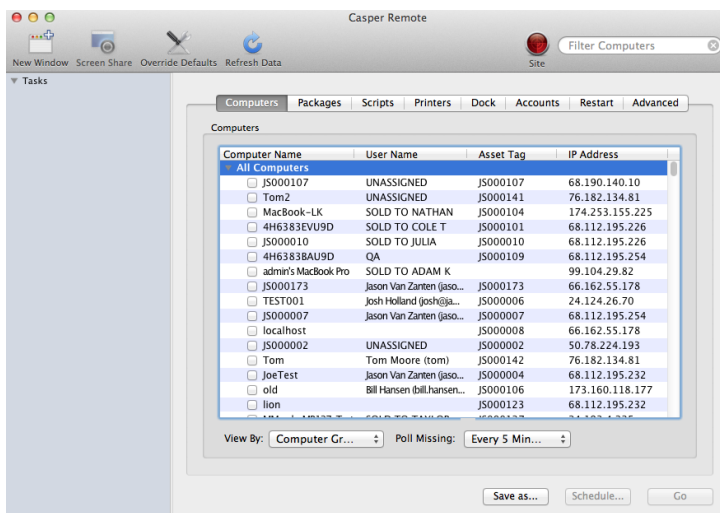 Casper Remote
New Window Screen Share Override Defaults Refresh Data Site Filter Computers
Tasks
Computers Packages Scripts Printers Dock Accounts Restart Advanced
Computers
Computer Name User Name Asset Tag IP Address
All Computers
JS000107 UNASSIGNED JS000107 68.190.140.10
Tom2 UNASSIGNED JS000141 76.182.134.81
MacBook-LK SOLD TO NATHAN JS000104 174.253.155.225
4H6383EVU9D SOLD TO COLE T JS000101 68.112.195.226
JS000010 SOLD TO JULIA JS000010 68.112.195.226
4H6383BAU9D QA JS000109 68.112.195.254
admin's MacBook Pro SOLD TO ADAM K 99.104.29.82
JS000173 Jason Van Zanten (jaso... JS000173 66.162.55.178
TEST001 Josh Holland (josh@ja... JS000006 24.124.26.70
JS000007 Jason Van Zanten (jaso... JS000007 68.112.195.254
localhost JS000008 66.162.55.178
JS000002 UNASSIGNED JS000002 50.78.224.193
Tom Tom Moore (tom) JS000142 76.182.134.81
JoeTest Jason Van Zanten (jaso... JS000004 68.112.195.232
old Bill Hansen (bill.hansen... JS000106 173.160.118.177
lion JS000123 68.112.195.232
View By: Computer Gr... Poll Missing: Every 5 Min...
Save as... Schedule... Go